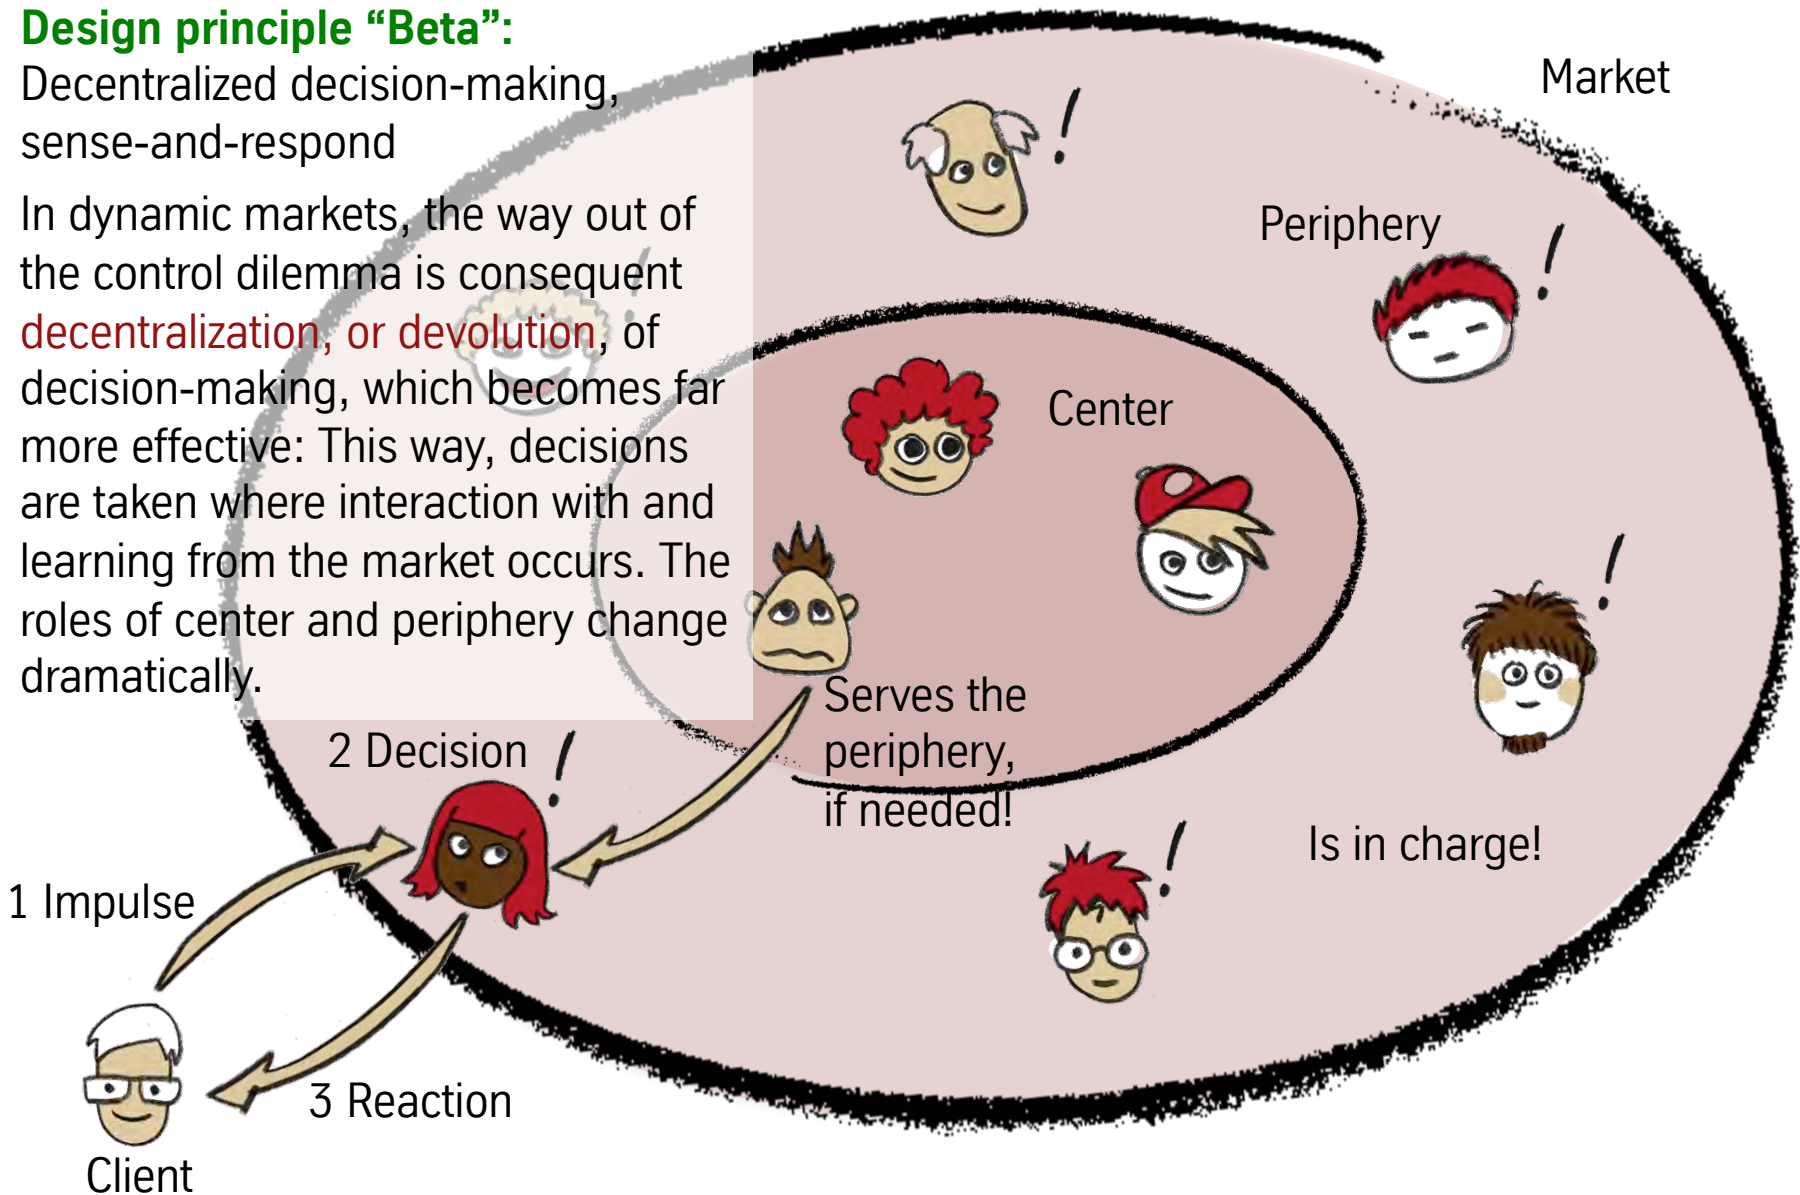 Design principle “Beta”:
Decentralized decision-making,
sense-and-respond
In dynamic markets, the way out of
the control dilemma is consequent
decentralization, or devolution, of
decision-making, which becomes far
more effective: This way, decisions
are taken where interaction with and
learning from the market occurs. The
roles of center and periphery change
dramatically.
Market
Periphery
Center
Serves the
periphery,
if needed!
2 Decision
Is in charge!
1 Impulse
3 Reaction
Client